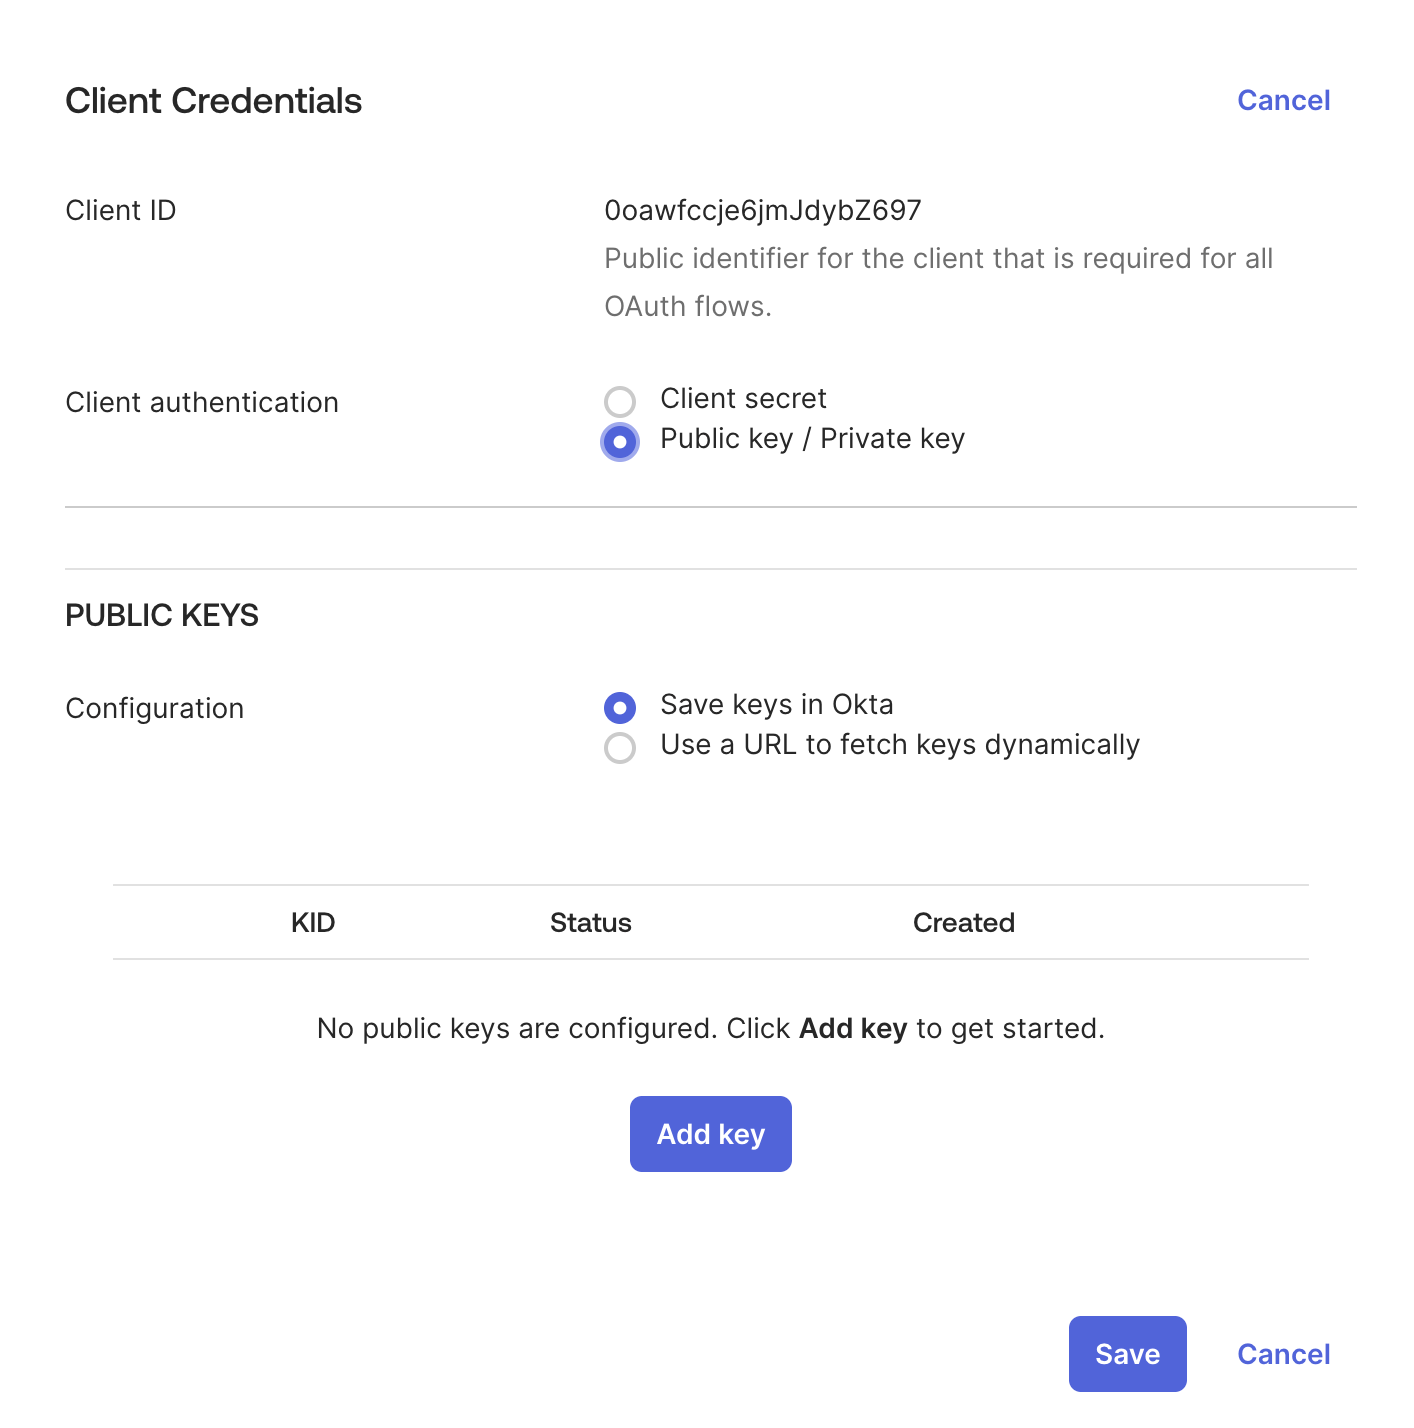 Client Credentials
Cancel
Client ID
0oawfccje6jmJdybZ697
Public identifier for the client that is required for all
OAuth flows.
Client authentication
Client secret
Public key / Private key
PUBLIC KEYS
Configuration
Save keys in Okta
Use a URL to fetch keys dynamically
KID Status Created
No public keys are configured. Click Add key to get started.
Add key
Save Cancel